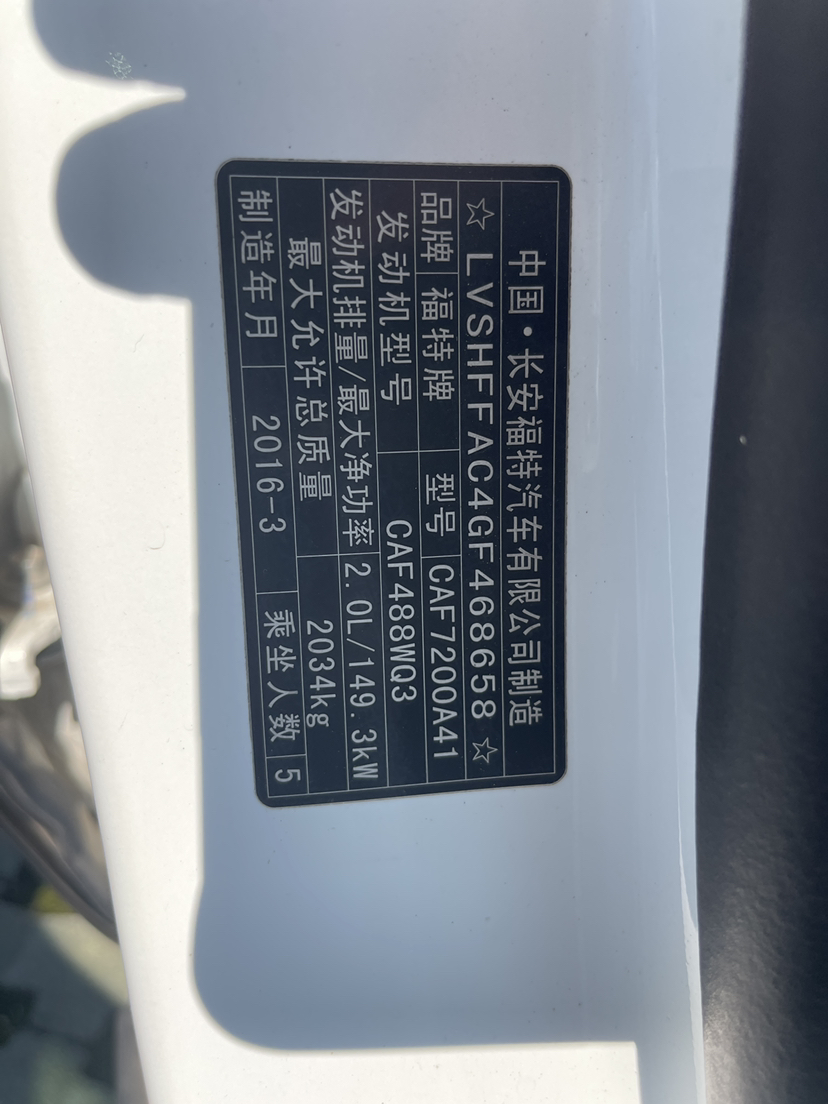 中国·长安福特汽车有限公司制造
☆LVSHFFAC4GF468658☆
品牌 福特牌 型号 CAF7200A41
发动机型号 CAF488WQ3
发动机排量/最大净功率 2.0L/149.3kW
最大允许总质量 2034kg
制造年月 2016-3 乘坐人数 5